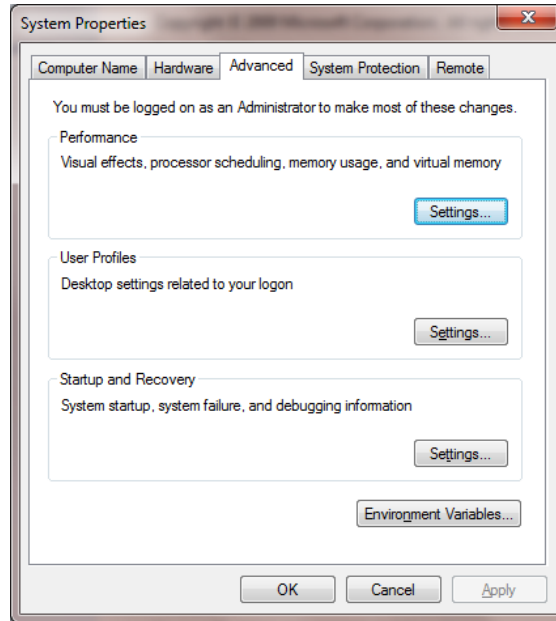 System Properties
Computer Name Hardware Advanced System Protection Remote
You must be logged on as an Administrator to make most of these changes.
Performance
Visual effects, processor scheduling, memory usage, and virtual memory
Settings...
User Profiles
Desktop settings related to your logon
Settings...
Startup and Recovery
System startup, system failure, and debugging information
Settings...
Environment Variables...
OK Cancel Apply